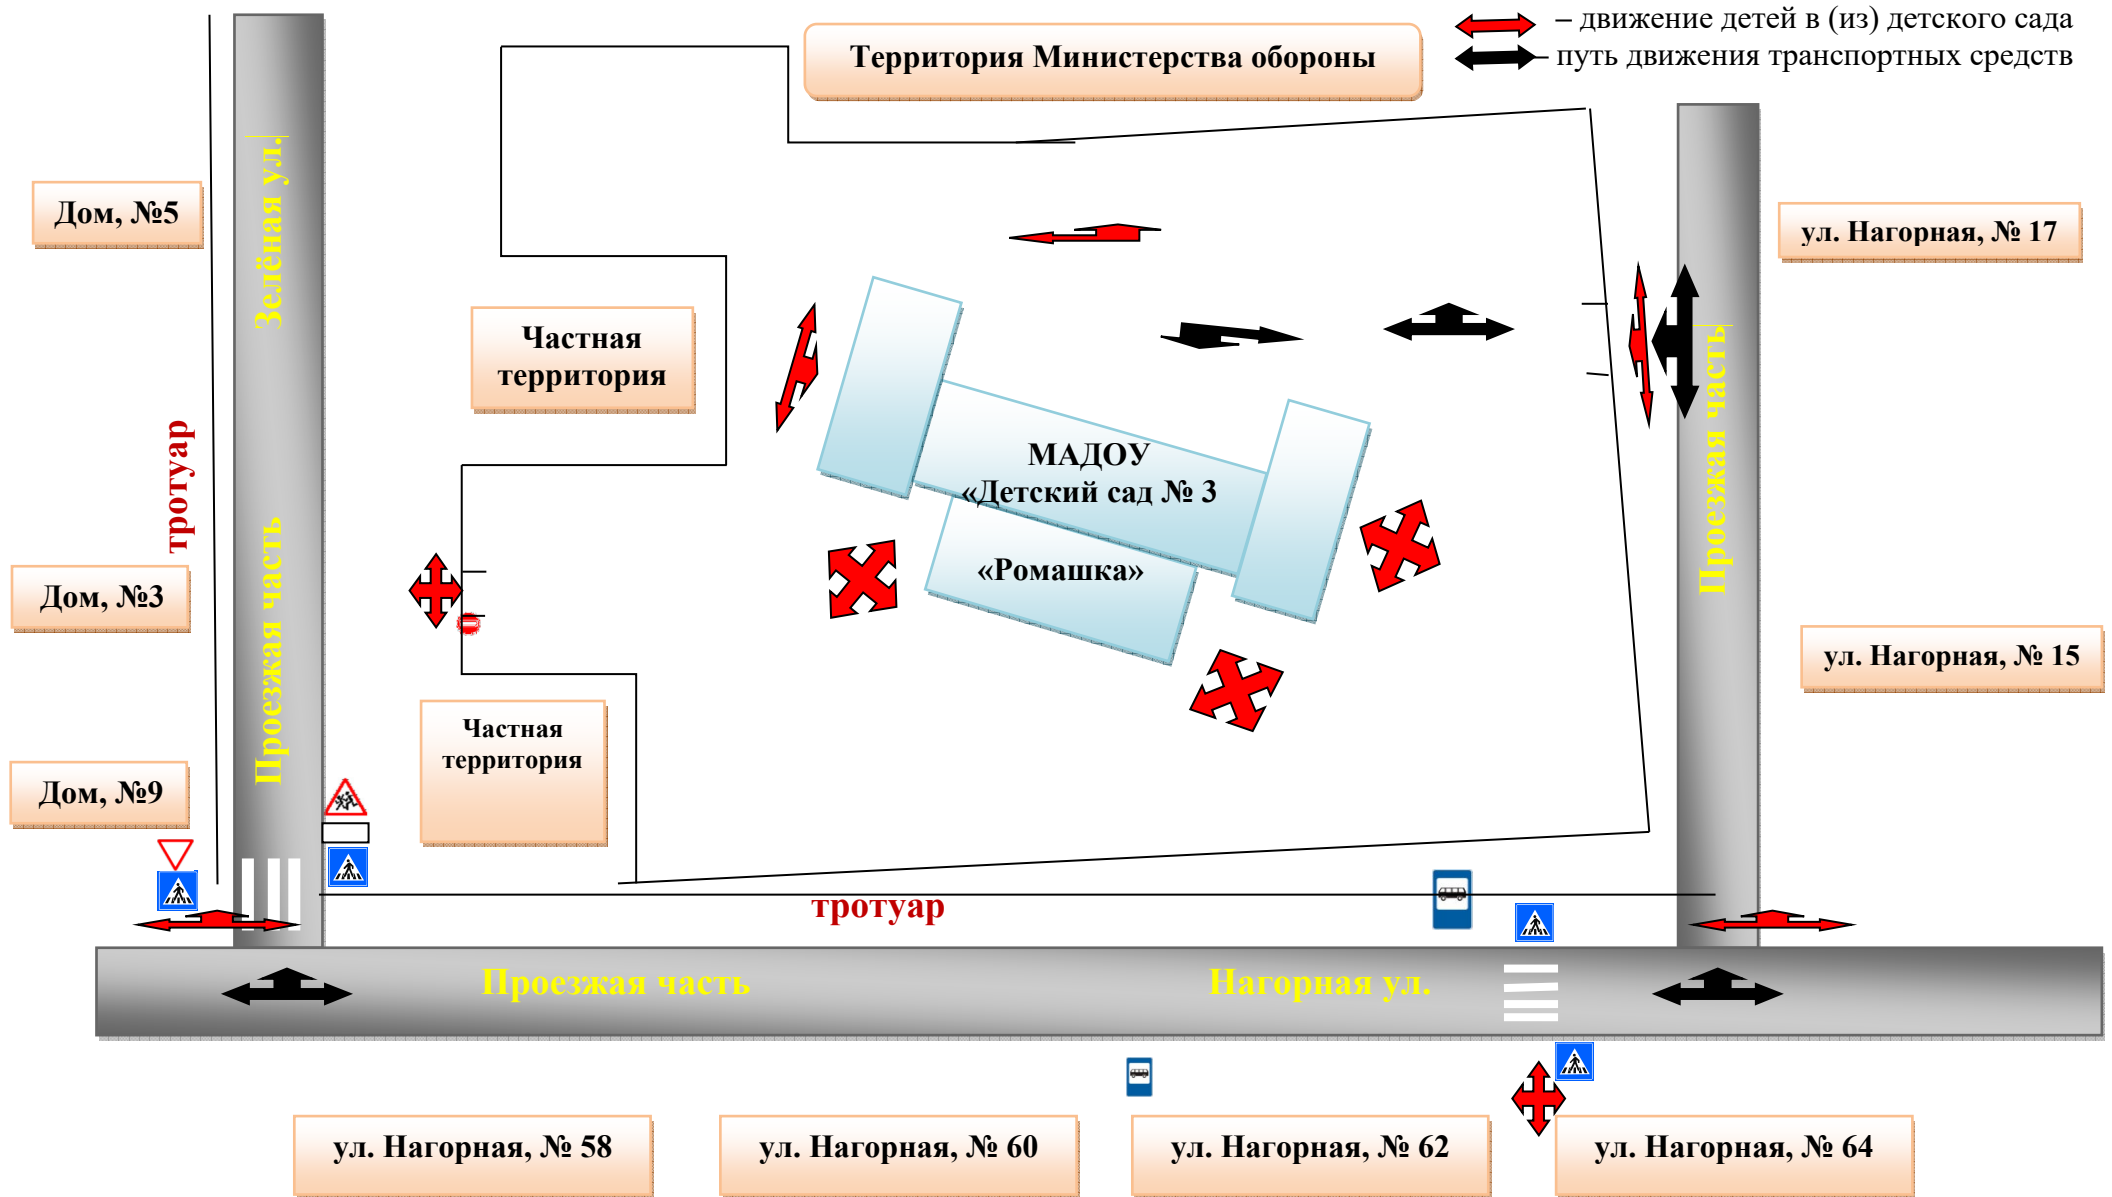 – движение детей в (из) детского сада
– путь движения транспортных средств
Территория Министерства обороны
Зелёная ул.
Дом, №5
ул. Нагорная, № 17
Частная
территория
Проезжая часть
тротуар
МАДОУ
«Детский сад № 3
«Ромашка»
Дом, №3
Проезжая часть
ул. Нагорная, № 15
Частная
территория
Дом, №9
тротуар
Проезжая часть
Нагорная ул.
ул. Нагорная, № 58
ул. Нагорная, № 60
ул. Нагорная, № 62
ул. Нагорная, № 64